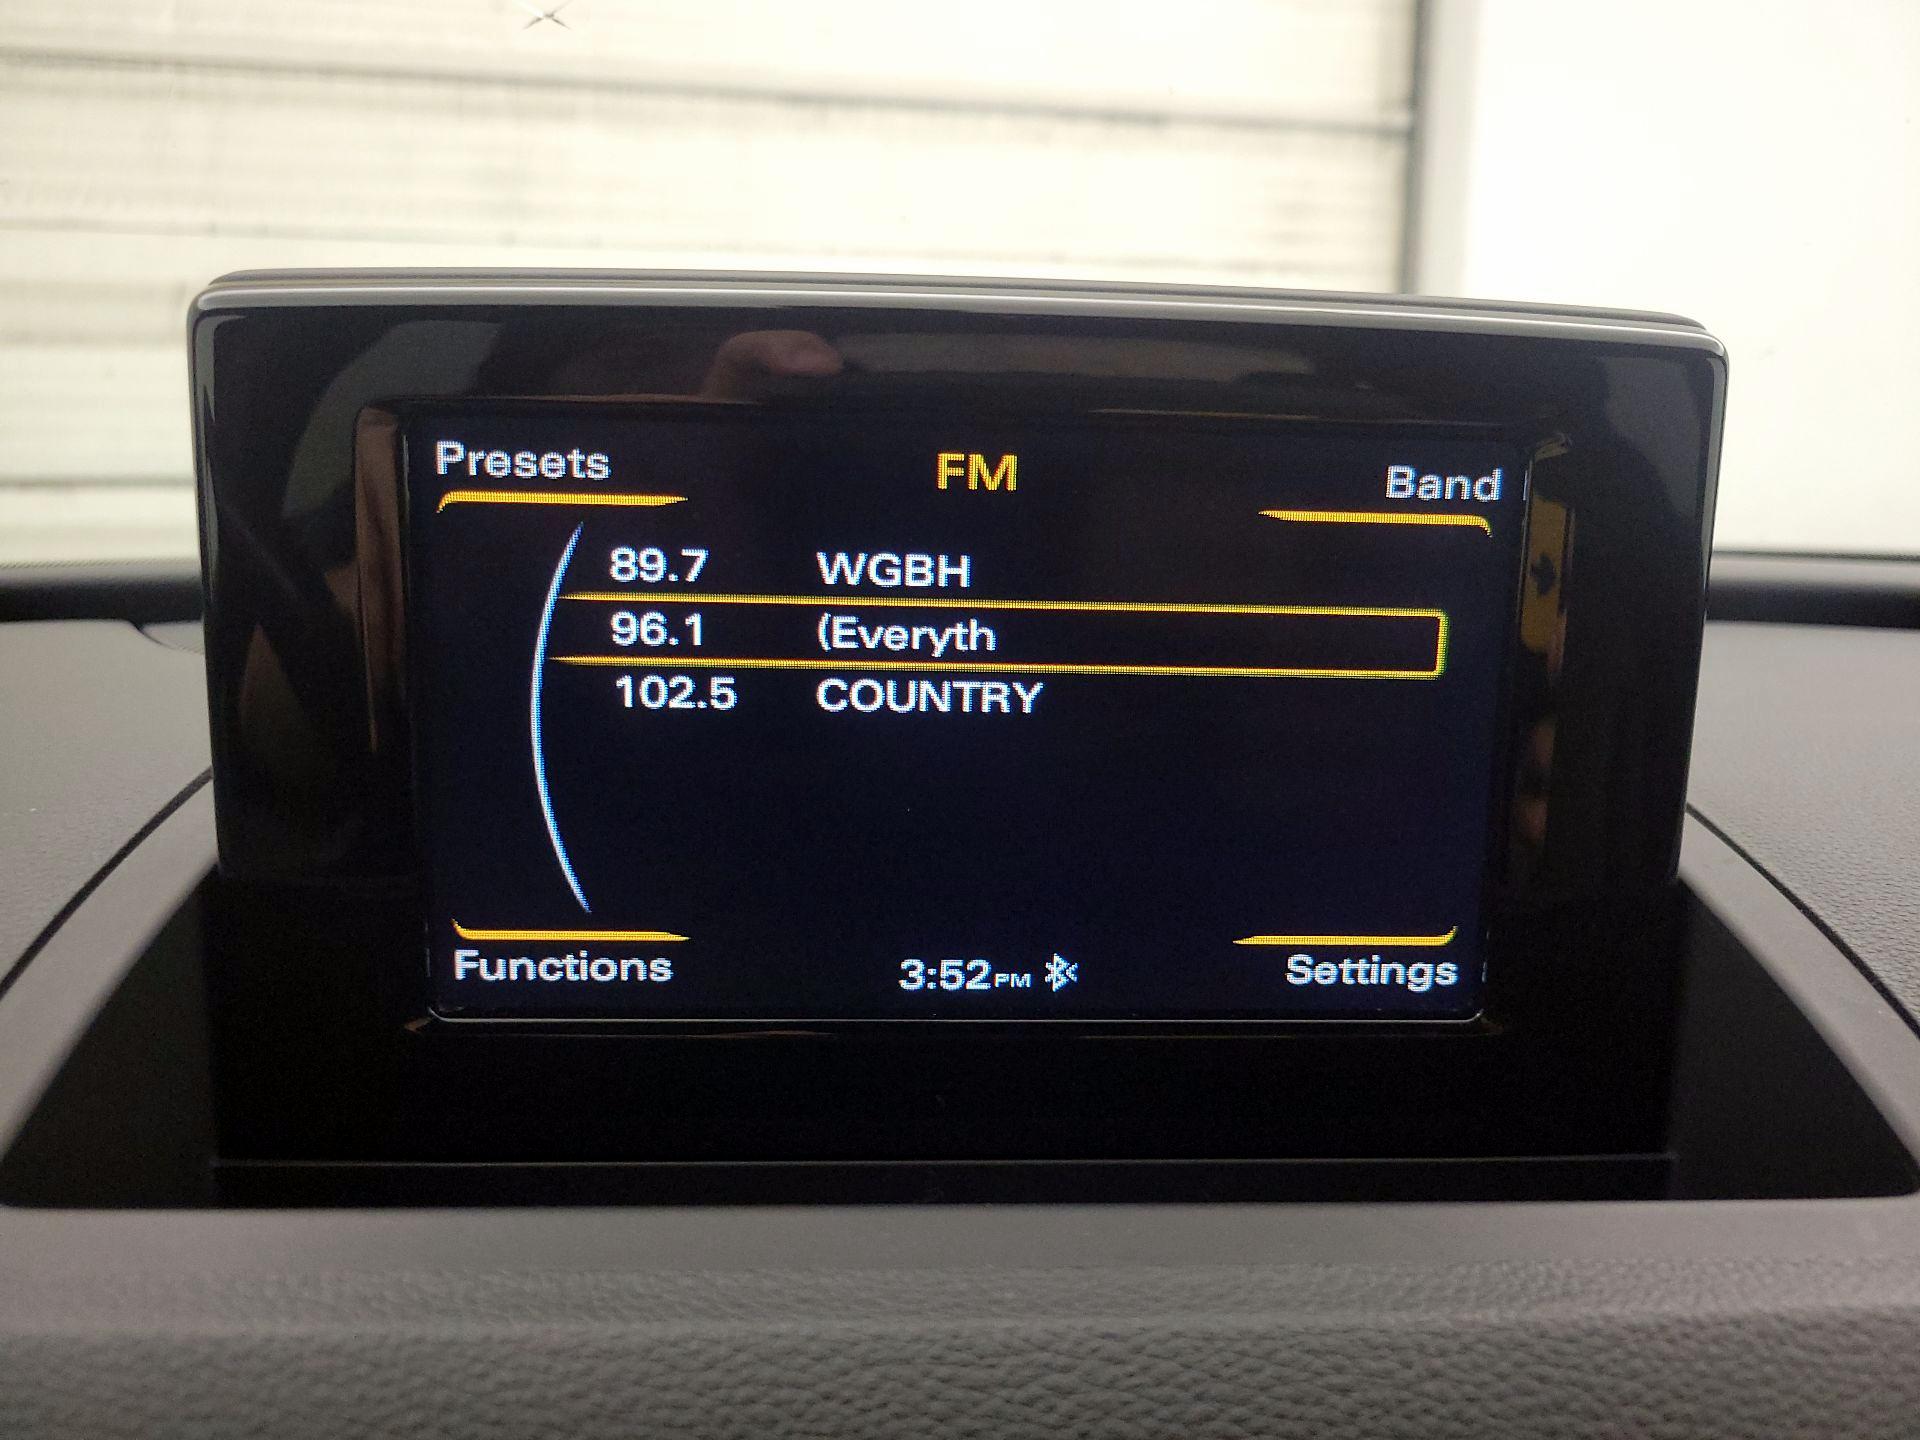 Presets FM Band
89.7 WGBH
96.1 (Everyth
102.5 COUNTRY
Functions 3:52PM Settings